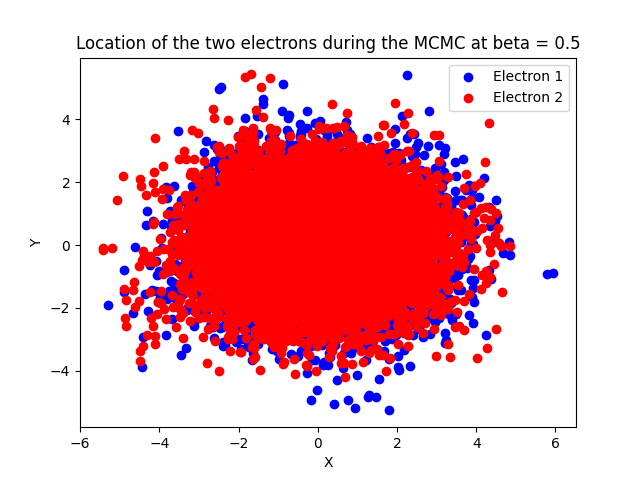 Location of the two electrons during the MCMC at beta = 0.5
Electron 1
Electron 2
Y
4
2
0
−2
−4
−6
−4
−2
0
2
4
6
X